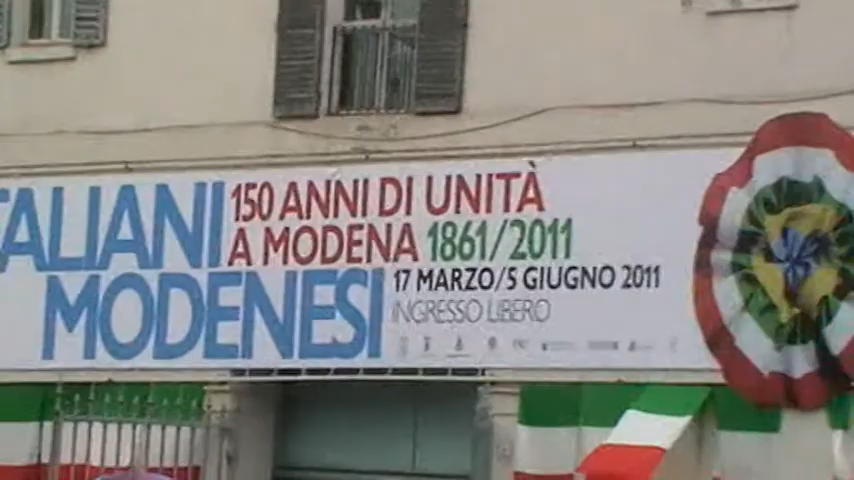 TALIANI
MODENESI
150 ANNI DI UNITÀ
A MODENA 1861/2011
17 MARZO/5 GIUGNO 2011
INGRESSO LIBERO